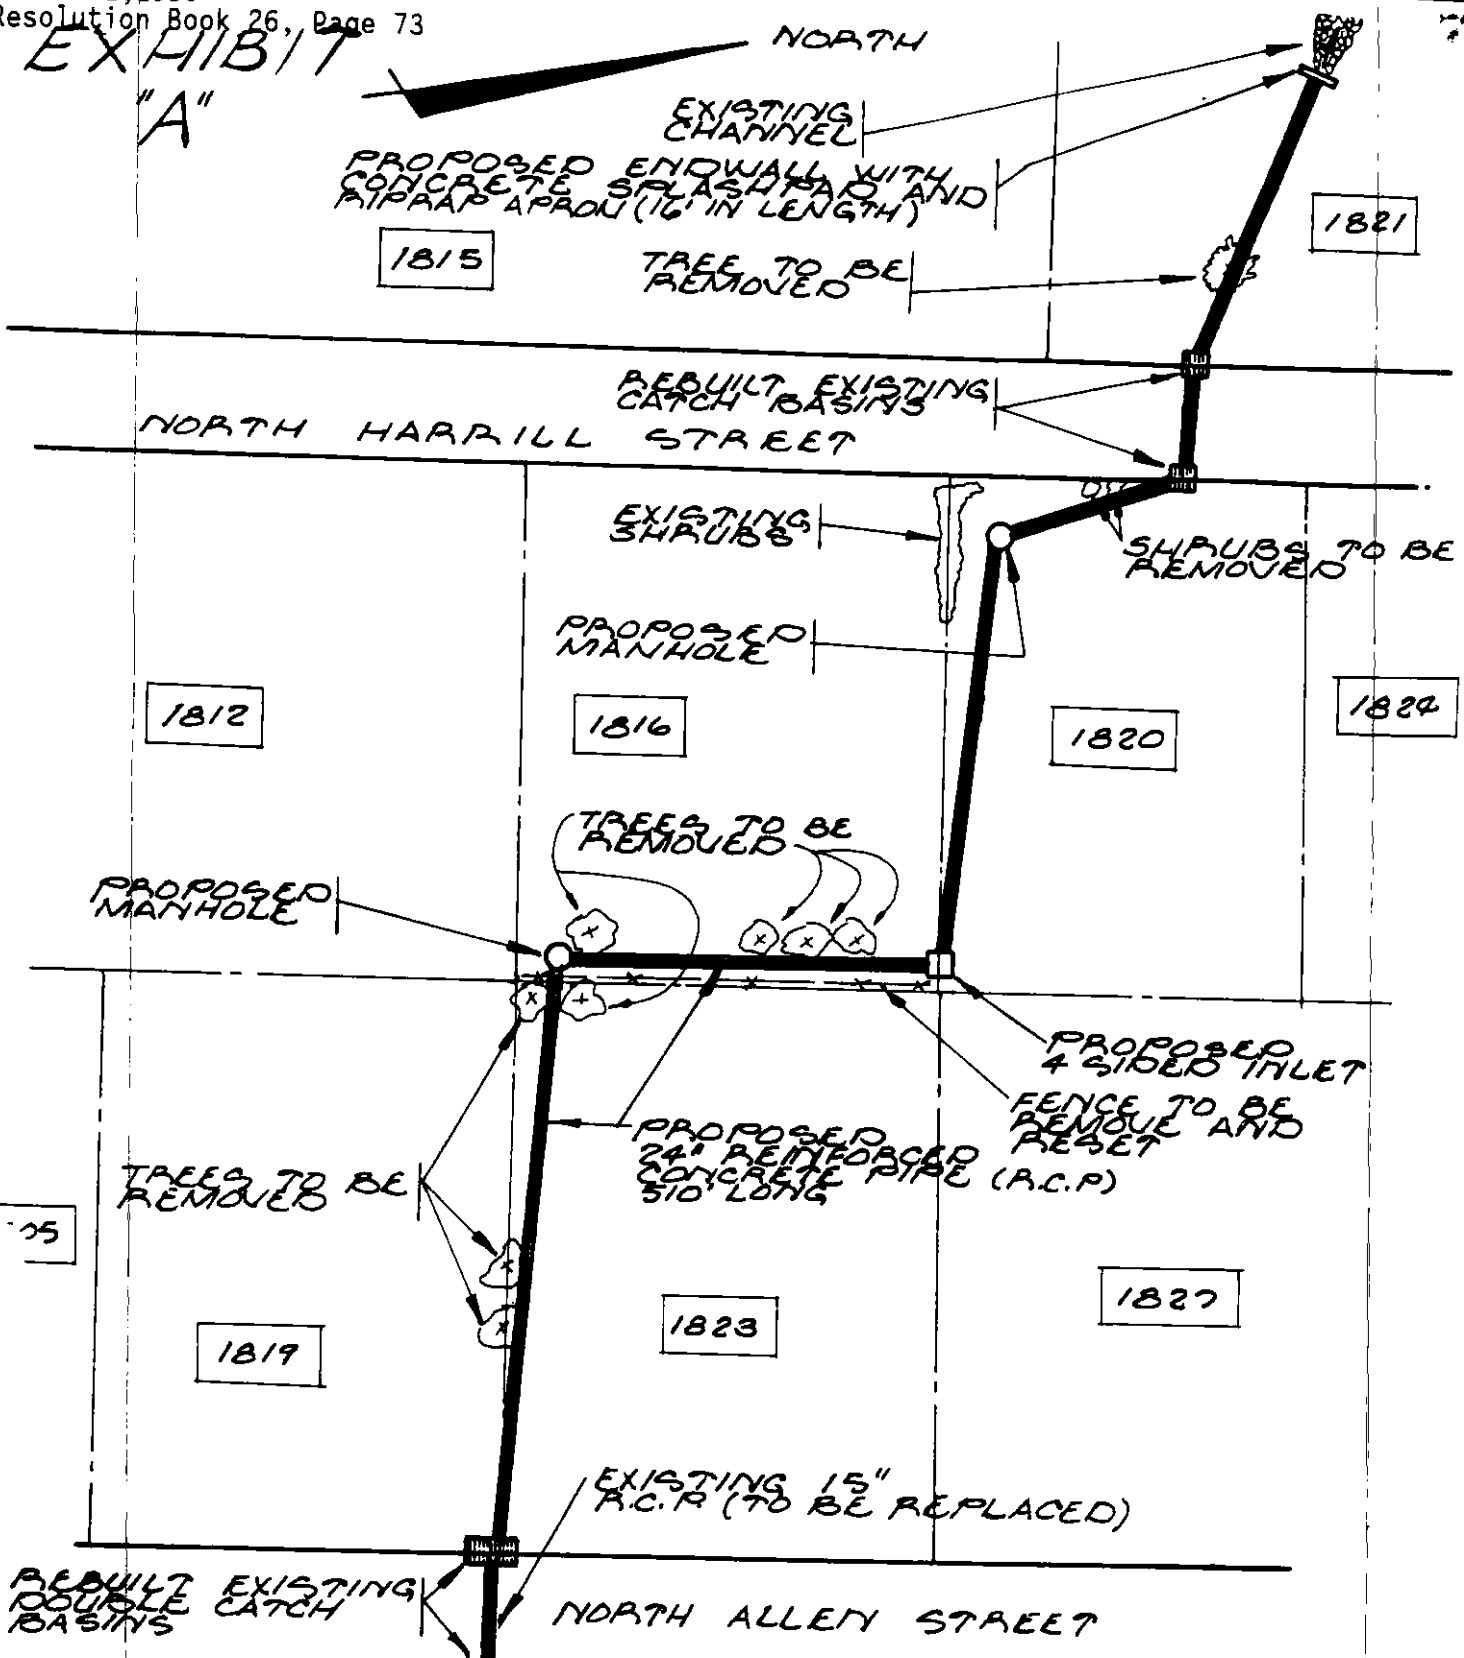 Resolution Book 26, Page 73
EXHIBIT
"A"
NORTH
EXISTING
CHANNEL
PROPOSED ENDWALL WITH
CONCRETE SPLASHPAD AND
RIPRAP APRON (16' IN LENGTH)
1821
1815
TREE TO BE
REMOVED
REBUILT EXISTING
CATCH BASINS
NORTH HARRILL STREET
EXISTING
SHRUBS
SHRUBS TO BE
REMOVED
PROPOSED
MANHOLE
1812
1816
1820
1824
TREES TO BE
REMOVED
PROPOSED
MANHOLE
PROPOSED
4 SIDED INLET
FENCE TO BE
REMOVE AND
RESET
PROPOSED
24" REINFORCED
CONCRETE PIPE (R.C.P)
510' LONG
TREES TO BE
REMOVED
1827
1823
1819
EXISTING 15"
R.C.P. (TO BE REPLACED)
REBUILT EXISTING
DOUBLE CATCH
BASINS
NORTH ALLEN STREET